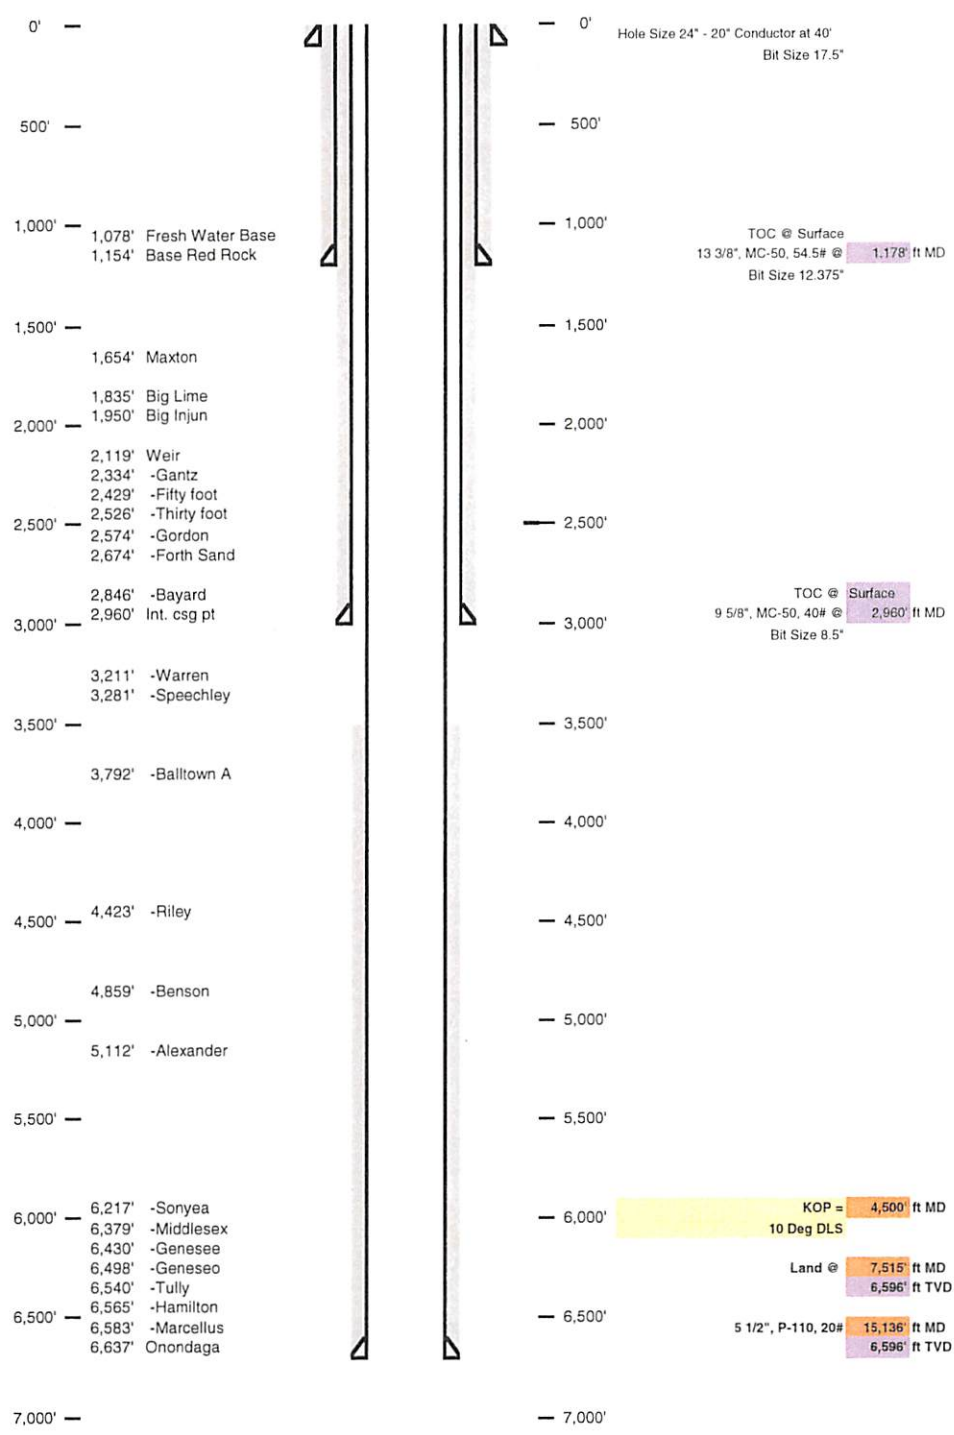 0'
0'
Hole Size 24" - 20" Conductor at 40'
Bit Size 17.5"
500'
500'
1,000'
1,000'
1,078' Fresh Water Base
TOC @ Surface
1,154' Base Red Rock
13 3/8", MC-50, 54.5# @ 1,178' ft MD
Bit Size 12.375"
1,500'
1,500'
1,654' Maxton
1,835' Big Lime
1,950' Big Injun
2,000'
2,000'
2,119' Weir
2,334' -Gantz
2,429' -Fifty foot
2,526' -Thirty foot
2,500'
2,500'
2,574' -Gordon
2,674' -Forth Sand
2,846' -Bayard
TOC @ Surface
2,960' Int. csg pt
9 5/8", MC-50, 40# @ 2,960' ft MD
3,000'
3,000'
Bit Size 8.5"
3,211' -Warren
3,281' -Speechley
3,500'
3,500'
3,792' -Balltown A
4,000'
4,000'
4,423' -Riley
4,500'
4,500'
4,859' -Benson
5,000'
5,000'
5,112' -Alexander
5,500'
5,500'
6,217' -Sonyea
KOP = 4,500' ft MD
6,000'
6,000'
6,379' -Middlesex
10 Deg DLS
6,430' -Genesee
6,498' -Geneseo
Land @ 7,515' ft MD
6,540' -Tully
6,596' ft TVD
6,565' -Hamilton
6,500'
6,500'
6,583' -Marcellus
5 1/2", P-110, 20# 15,136' ft MD
6,637' Onondaga
6,596' ft TVD
7,000'
7,000'